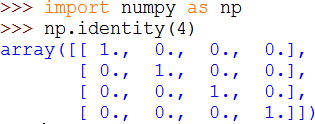 >>> import numpy as np
>>> np.identity(4)
array([[ 1.,  0.,  0.,  0.],
       [ 0.,  1.,  0.,  0.],
       [ 0.,  0.,  1.,  0.],
       [ 0.,  0.,  0.,  1.]])